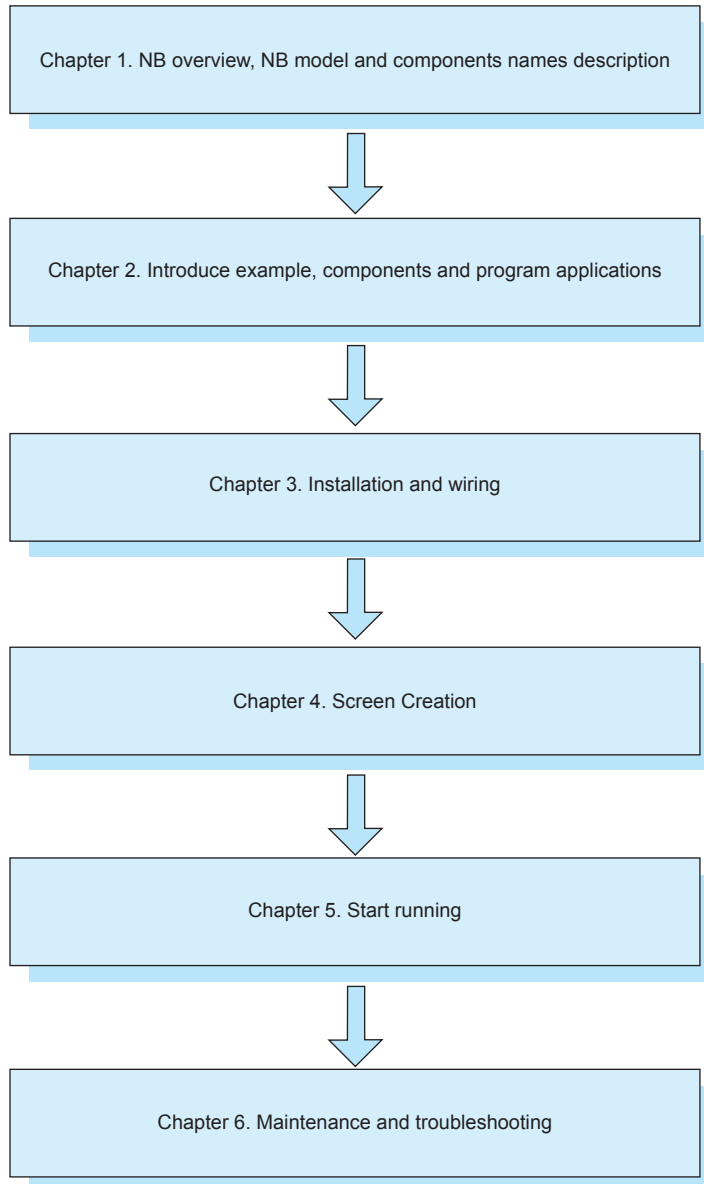 Chapter 1. NB overview, NB model and components names description
Chapter 2. Introduce example, components and program applications
Chapter 3. Installation and wiring
Chapter 4. Screen Creation
Chapter 5. Start running
Chapter 6. Maintenance and troubleshooting